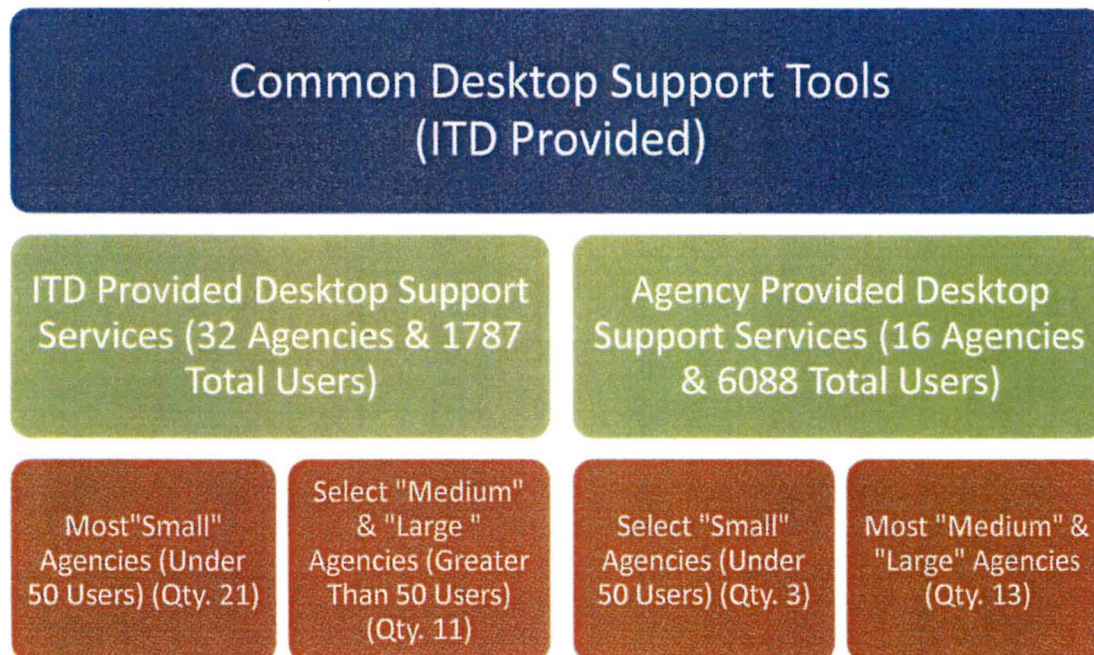 Common Desktop Support Tools
(ITD Provided)
ITD Provided Desktop Support
Services (32 Agencies & 1787
Total Users)
Agency Provided Desktop
Support Services (16 Agencies
& 6088 Total Users)
Most"Small"
Agencies (Under
50 Users) (Qty. 21)
Select "Medium"
& "Large "
Agencies (Greater
Than 50 Users)
(Qty. 11)
Select "Small"
Agencies (Under
50 Users) (Qty. 3)
Most "Medium" &
"Large" Agencies
(Qty. 13)